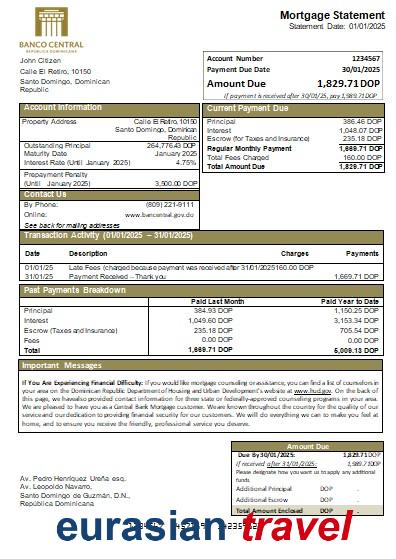 Mortgage Statement
Statement Date: 01/01/2025
BANCO CENTRAL
REPÚBLICA DOMINICANA
John Citizen
Calle El Retiro, 10150
Santo Domingo, Dominican
Republic
Account Number 1234567
Payment Due Date 30/01/2025
Amount Due 1,829.71 DOP
If payment is received after 30/01/25, pay 1,989.71 DOP
Account Information
Property Address Calle El Retiro, 10150
Santo Domingo, Dominican
Republic
Outstanding Principal 264,776.43 DOP
Maturity Date January 2025
Interest Rate (Until January 2025) 4.75%
Prepayment Penalty
(Until January 2025) 3,500.00 DOP
Contact Us
By Phone: (809) 221-9111
Online: www.bancentral.gov.do
See back for mailing addresses
Current Payment Due
Principal 386.46 DOP
Interest 1,048.07 DOP
Escrow (for Taxes and Insurance) 235.18 DOP
Regular Monthly Payment 1,669.71 DOP
Total Fees Charged 160.00 DOP
Total Amount Due 1,829.71 DOP
Transaction Activity (01/01/2025 – 31/01/2025)
Date Description Charges Payments
01/01/25 Late Fees (charged because payment was received after 31/01/2025 160.00 DOP
31/01/25 Payment Received – Thank you 1,669.71 DOP
Past Payments Breakdown
Paid Last Month Paid Year to Date
Principal 384.93 DOP 1,150.25 DOP
Interest 1,049.60 DOP 3,153.34 DOP
Escrow (Taxes and Insurance) 235.18 DOP 705.54 DOP
Fees 0.00 DOP 0.00 DOP
Total 1,669.71 DOP 5,009.13 DOP
Important Messages
If You Are Experiencing Financial Difficulty: If you would like mortgage counseling or assistance, you can find a list of counselors in
your area on the Dominican Republic Department of Housing and Urban Development's website at www.hud.gov. On the back of
this page, we have also provided contact information for three state or federally-approved counseling programs in your area.
We are pleased to have you as a Central Bank Mortgage customer. We are known throughout the country for the quality of our
service and our dedication to providing financial security for our customers. We will do everything we can to make you feel at
home, and to ensure you receive the friendly, professional service you deserve.
Amount Due
Due By 30/01/2025: 1,829.71 DOP
If received after 31/01/2025: 1,989.71 DOP
Please designate how you want us to apply any additional
funds.
Additional Principal DOP .
Additional Escrow DOP .
Total Amount Enclosed DOP .
Av. Pedro Henríquez Ureña esq.
Av. Leopoldo Navarro,
Santo Domingo de Guzmán, D.N.,
República Dominicana
eurasian travel